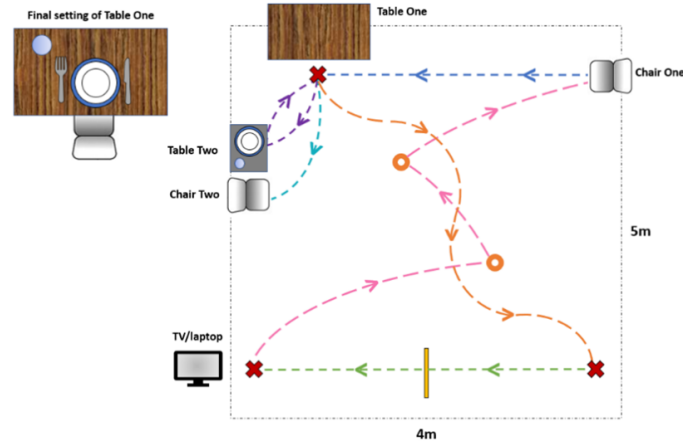 Final setting of Table One
Table One
Chair One
Table Two
Chair Two
5m
TV/laptop
4m